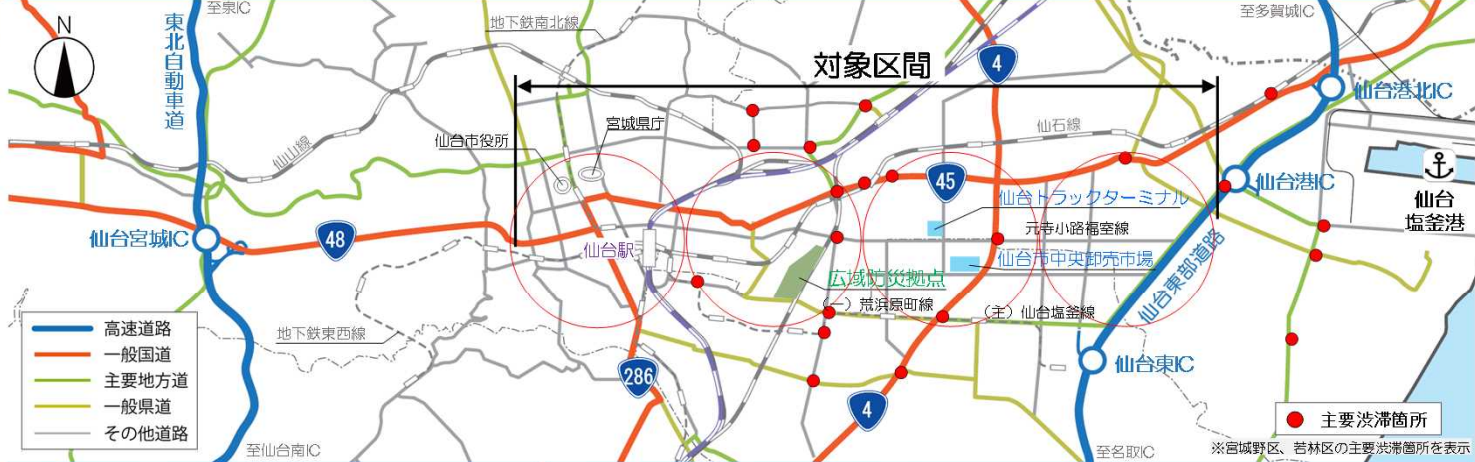 至泉IC
至多賀城IC
N
東北自動車道
地下鉄南北線
4
対象区間
仙台港北IC
仙石線
宮城県庁
仙台市役所
仙山線
45
仙台港IC
仙台
塩釜港
仙台トラックターミナル
元寺小路福室線
仙台宮城IC
48
仙台駅
仙台市中央卸売市場
広域防災拠点
(一)荒浜原町線
(主)仙台塩釜線
仙台東部道路
高速道路
一般国道
主要地方道
一般県道
その他道路
地下鉄東西線
仙台東IC
286
4
主要渋滞箇所
至仙台南IC
至名取IC
※宮城野区、若林区の主要渋滞箇所を表示